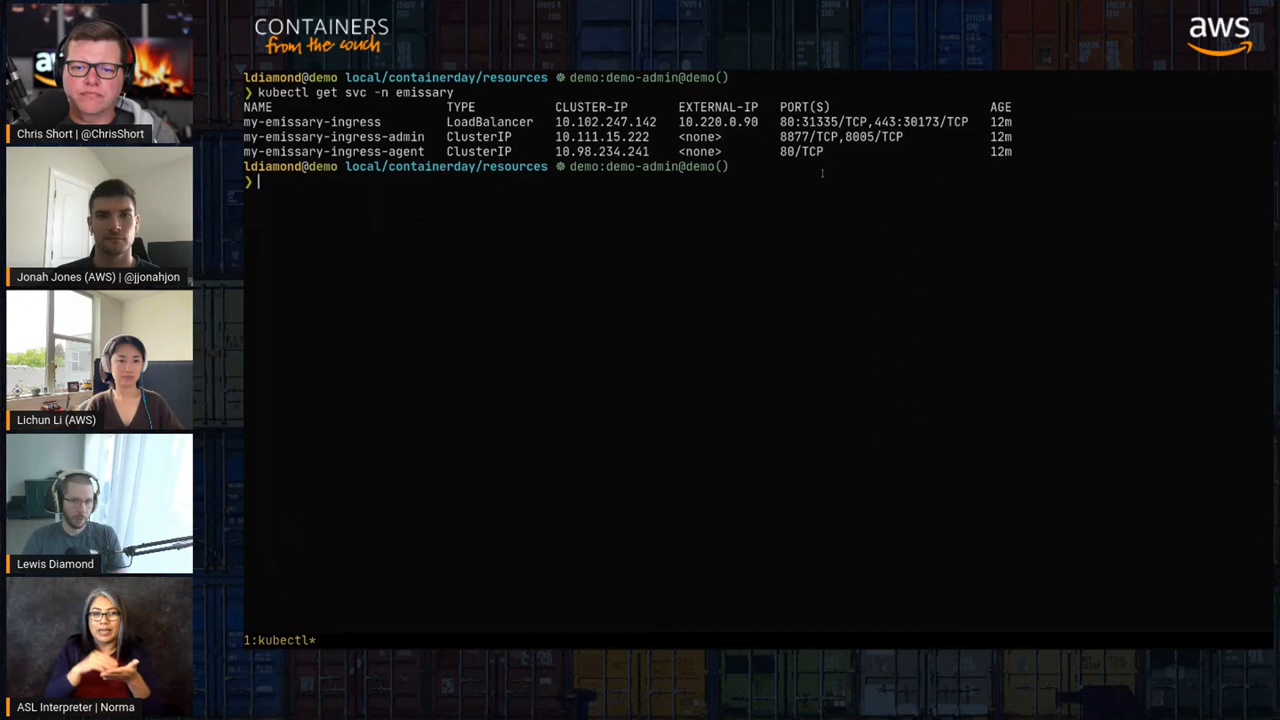 CONTAINERS
from the couch
aws
Chris Short | @ChrisShort
Jonah Jones (AWS) | @jjonahjon
Lichun Li (AWS)
Lewis Diamond
ASL Interpreter | Norma
ldiamond@demo local/containerday/resources ☸ demo:demo-admin@demo()
❯ kubectl get svc -n emissary
NAME TYPE CLUSTER-IP EXTERNAL-IP PORT(S) AGE
my-emissary-ingress LoadBalancer 10.102.247.142 10.220.0.90 80:31335/TCP,443:30173/TCP 12m
my-emissary-ingress-admin ClusterIP 10.111.15.222 <none> 8877/TCP,8005/TCP 12m
my-emissary-ingress-agent ClusterIP 10.98.234.241 <none> 80/TCP 12m
ldiamond@demo local/containerday/resources ☸ demo:demo-admin@demo()
❯
1:kubectl*